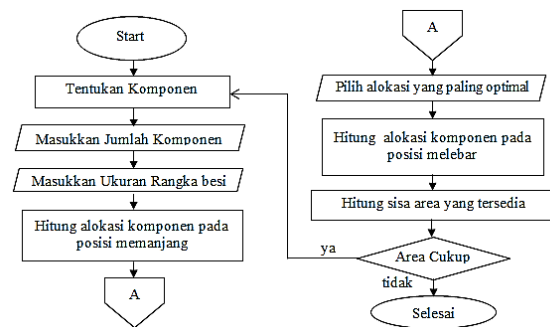 Start
Tentukan Komponen
Masukkan Jumlah Komponen
Masukkan Ukuran Rangka besi
Hitung alokasi komponen pada
posisi memanjang
A
A
Pilih alokasi yang paling optimal
Hitung alokasi komponen pada
posisi melebar
Hitung sisa area yang tersedia
ya
Area Cukup
tidak
Selesai